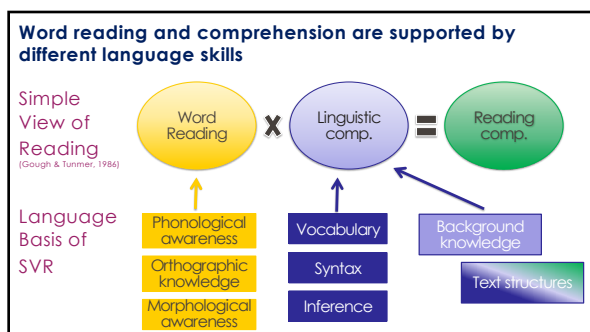 Word reading and comprehension are supported by
different language skills
Simple
View of
Reading
(Gough & Tunmer, 1986)
Word
Reading
x
Linguistic
comp.
=
Reading
comp.
Language
Basis of
SVR
Phonological
awareness
Orthographic
knowledge
Morphological
awareness
Vocabulary
Syntax
Inference
Background
knowledge
Text structures